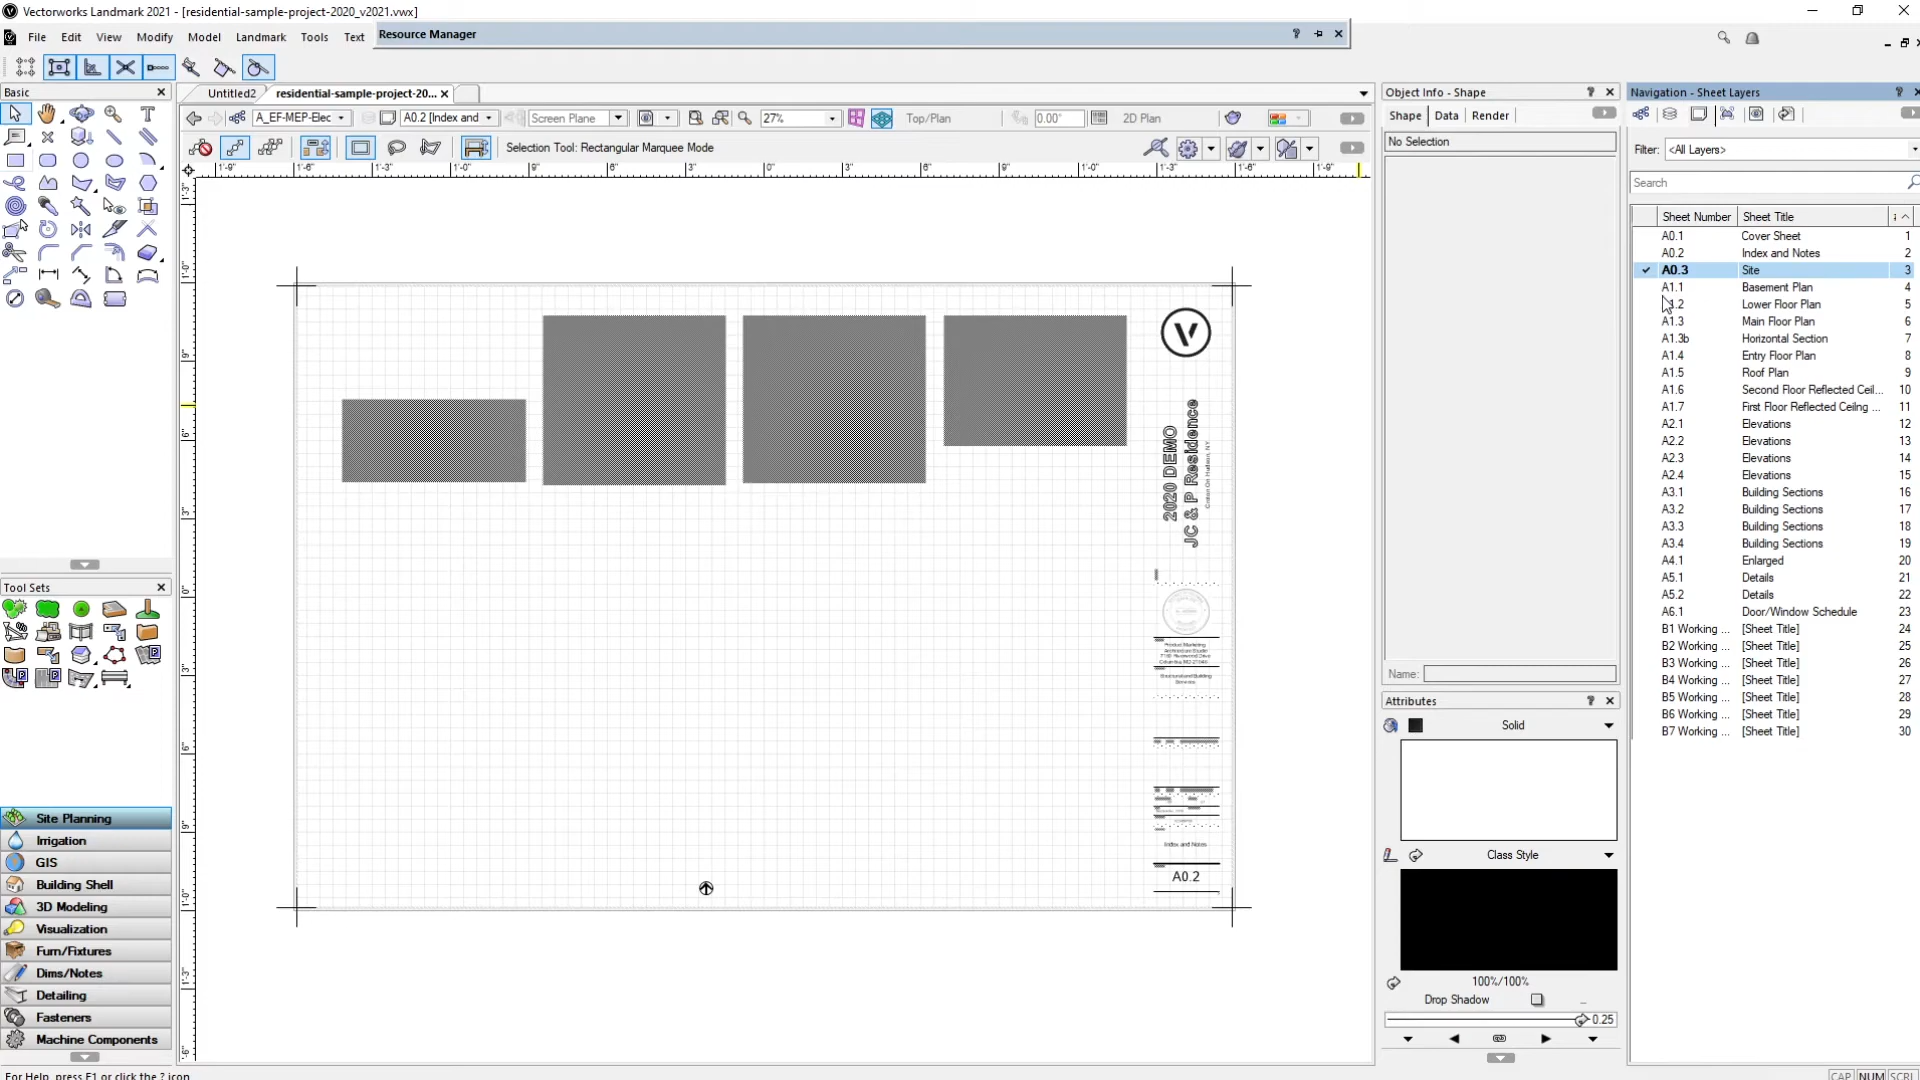 Vectorworks Landmark 2021 - [residential-sample-project-2020_v2021.vwx]
File Edit View Modify Model Landmark Tools Text
Resource Manager
Basic
Untitled2
residential-sample-project-20...
A_EF-MEP-Elec
A0.2 [Index and
Screen Plane
27%
Top/Plan
0.00°
2D Plan
Selection Tool: Rectangular Marquee Mode
Object Info - Shape
Shape Data Render
No Selection
Name:
Navigation - Sheet Layers
Filter: <All Layers>
Search
Sheet Number Sheet Title
A0.1 Cover Sheet 1
A0.2 Index and Notes 2
A0.3 Site 3
A1.1 Basement Plan 4
Lower Floor Plan 5
A1.3 Main Floor Plan 6
A1.3b Horizontal Section 7
A1.4 Entry Floor Plan 8
A1.5 Roof Plan 9
A1.6 Second Floor Reflected Ceil... 10
A1.7 First Floor Reflected Ceilng ... 11
A2.1 Elevations 12
A2.2 Elevations 13
A2.3 Elevations 14
A2.4 Elevations 15
A3.1 Building Sections 16
A3.2 Building Sections 17
A3.3 Building Sections 18
A3.4 Building Sections 19
A4.1 Enlarged 20
A5.1 Details 21
A5.2 Details 22
A6.1 Door/Window Schedule 23
B1 Working ... [Sheet Title] 24
B2 Working ... [Sheet Title] 25
B3 Working ... [Sheet Title] 26
B4 Working ... [Sheet Title] 27
B5 Working ... [Sheet Title] 28
B6 Working ... [Sheet Title] 29
B7 Working ... [Sheet Title] 30
Tool Sets
Site Planning
Irrigation
GIS
Building Shell
3D Modeling
Visualization
Furn/Fixtures
Dims/Notes
Detailing
Fasteners
Machine Components
2020 DEMO
JC & P Residence
Index and Notes
A0.2
Attributes
Solid
Class Style
100%/100%
Drop Shadow
0.25
For Help, press F1 or click the ? icon
CAP NUM SCRL